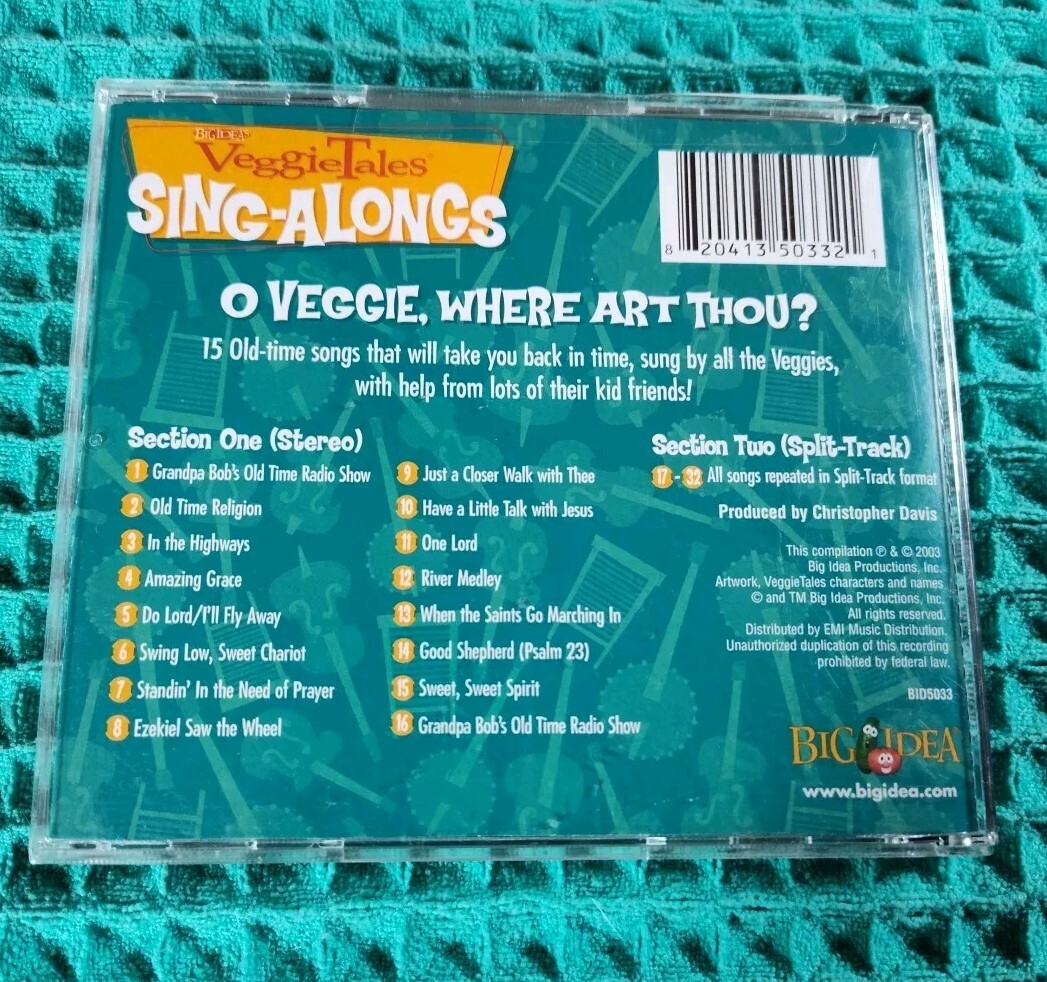 BIG IDEA'S
VeggieTales®
SING-ALONGS
8 20413 50332 1
O VEGGIE, WHERE ART THOU?
15 Old-time songs that will take you back in time, sung by all the Veggies,
with help from lots of their kid friends!
Section One (Stereo)
1 Grandpa Bob's Old Time Radio Show
2 Old Time Religion
3 In the Highways
4 Amazing Grace
5 Do Lord/I'll Fly Away
6 Swing Low, Sweet Chariot
7 Standin' In the Need of Prayer
8 Ezekiel Saw the Wheel
9 Just a Closer Walk with Thee
10 Have a Little Talk with Jesus
11 One Lord
12 River Medley
13 When the Saints Go Marching In
14 Good Shepherd (Psalm 23)
15 Sweet, Sweet Spirit
16 Grandpa Bob's Old Time Radio Show
Section Two (Split-Track)
17 - 32 All songs repeated in Split-Track format
Produced by Christopher Davis
This compilation ℗ & © 2003
Big Idea Productions, Inc.
Artwork, VeggieTales characters and names
© and TM Big Idea Productions, Inc.
All rights reserved.
Distributed by EMI Music Distribution.
Unauthorized duplication of this recording
prohibited by federal law.
BID5033
BIG IDEA
www.bigidea.com